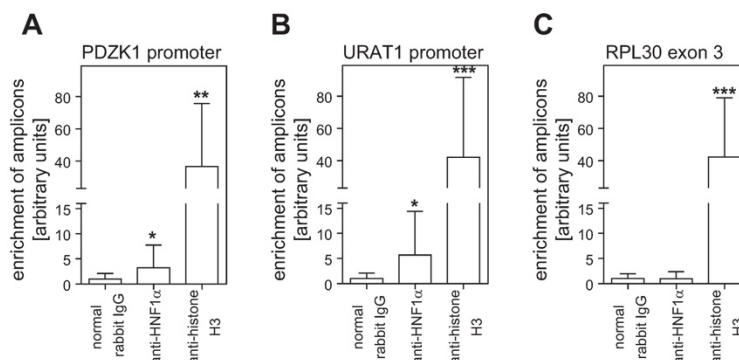 A
PDZK1 promoter
enrichment of amplicons
[arbitrary units]
80
60
40
15
10
5
0
**
*
normal
rabbit IgG
anti-HNF1α
anti-histone
H3
B
URAT1 promoter
enrichment of amplicons
[arbitrary units]
80
60
40
15
10
5
0
***
*
normal
rabbit IgG
anti-HNF1α
anti-histone
H3
C
RPL30 exon 3
enrichment of amplicons
[arbitrary units]
80
60
40
15
10
5
0
***
normal
rabbit IgG
anti-HNF1α
anti-histone
H3